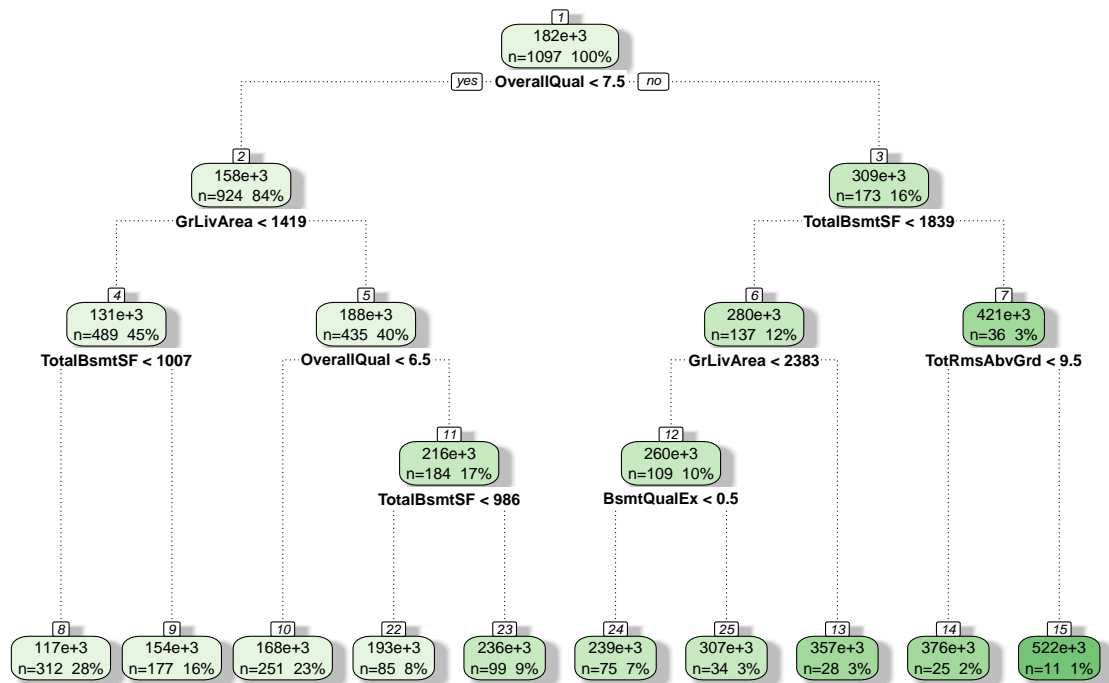 1
182e+3
n=1097 100%
yes OverallQual < 7.5 no
2 3
158e+3 309e+3
n=924 84% n=173 16%
GrLivArea < 1419 TotalBsmtSF < 1839
4 5 6 7
131e+3 188e+3 280e+3 421e+3
n=489 45% n=435 40% n=137 12% n=36 3%
TotalBsmtSF < 1007 OverallQual < 6.5 GrLivArea < 2383 TotRmsAbvGrd < 9.5
11 12
216e+3 260e+3
n=184 17% n=109 10%
TotalBsmtSF < 986 BsmtQualEx < 0.5
8 9 10 22 23 24 25 13 14 15
117e+3 154e+3 168e+3 193e+3 236e+3 239e+3 307e+3 357e+3 376e+3 522e+3
n=312 28% n=177 16% n=251 23% n=85 8% n=99 9% n=75 7% n=34 3% n=28 3% n=25 2% n=11 1%